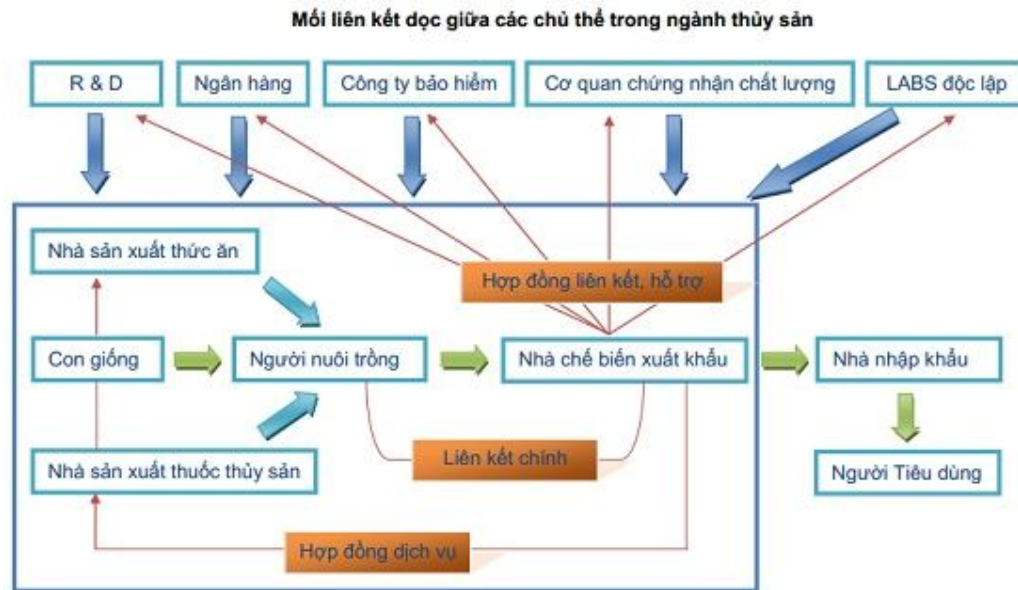 Mối liên kết dọc giữa các chủ thể trong ngành thủy sản
R & D
Ngân hàng
Công ty bảo hiểm
Cơ quan chứng nhận chất lượng
LABS độc lập
Nhà sản xuất thức ăn
Hợp đồng liên kết, hỗ trợ
Con giống
Người nuôi trồng
Nhà chế biến xuất khẩu
Nhà nhập khẩu
Liên kết chính
Nhà sản xuất thuốc thủy sản
Người Tiêu dùng
Hợp đồng dịch vụ